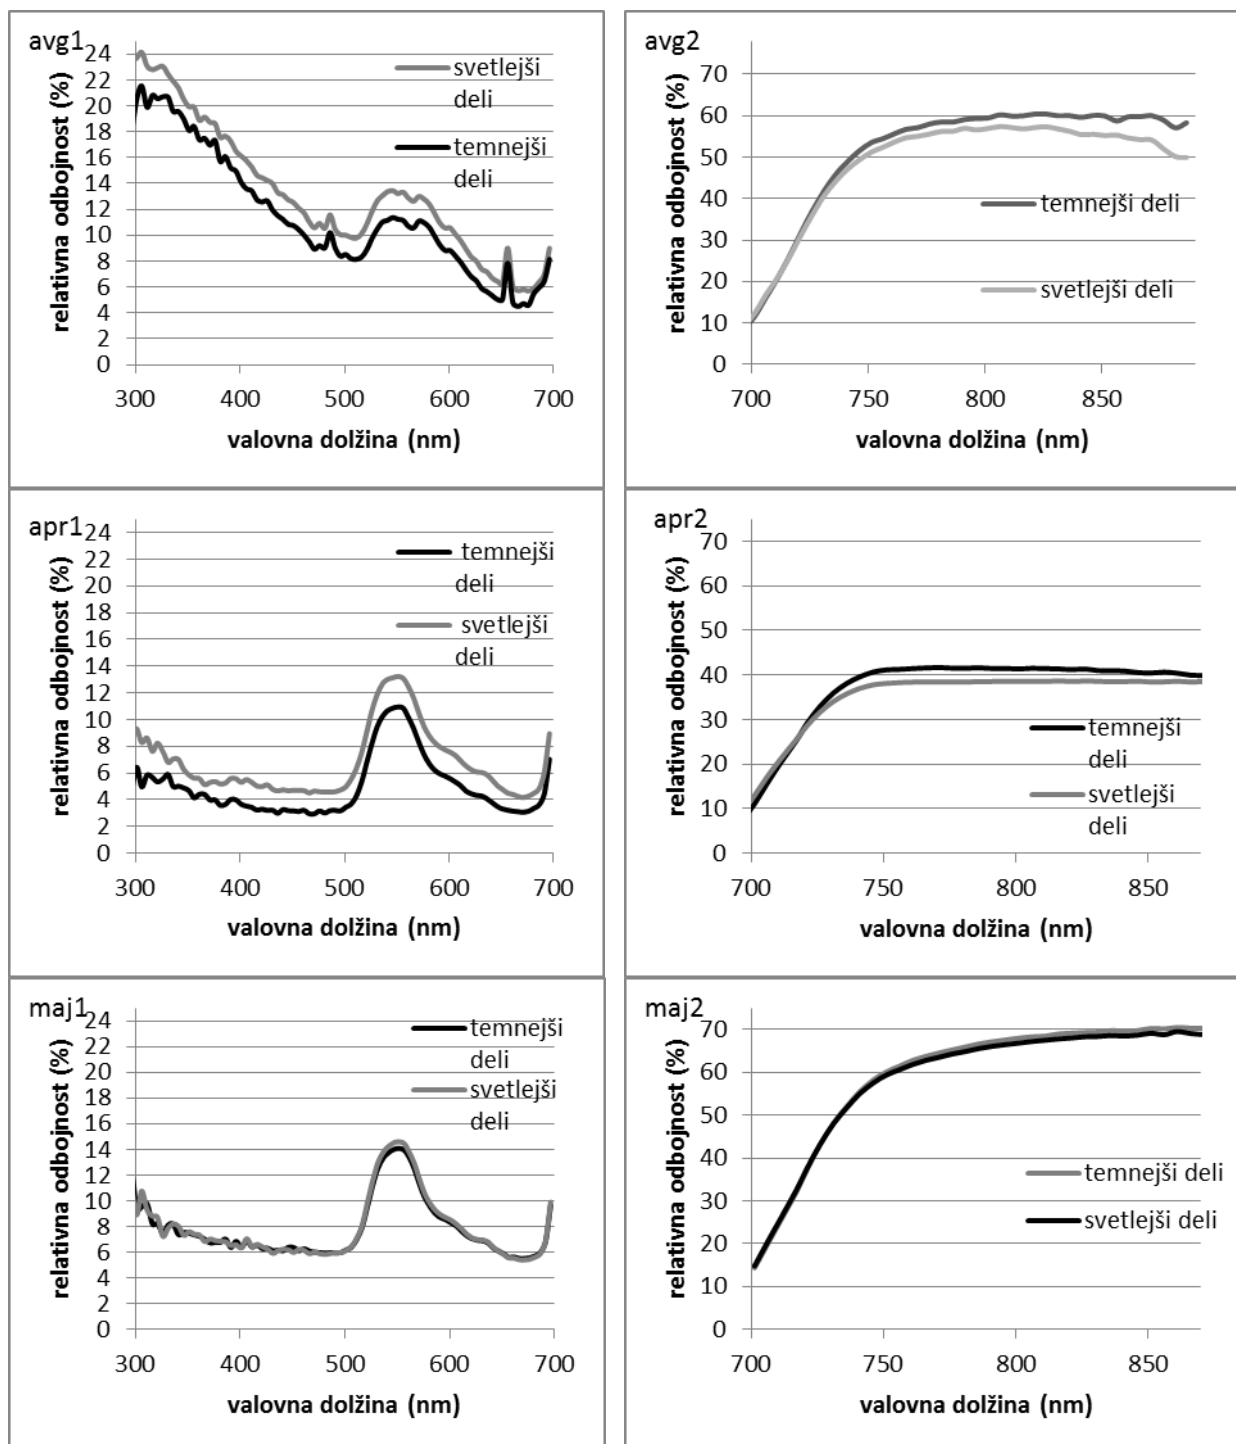 avg1
relativna odbojnost (%)
24
22
20
18
16
14
12
10
8
6
4
2
0
300 400 500 600 700
valovna dolžina (nm)
svetlejši
deli
temnejši
deli
avg2
relativna odbojnost (%)
70
60
50
40
30
20
10
0
700 750 800 850
valovna dolžina (nm)
temnejši deli
svetlejši deli
apr1
relativna odbojnost (%)
24
22
20
18
16
14
12
10
8
6
4
2
0
300 400 500 600 700
valovna dolžina (nm)
temnejši
deli
svetlejši
deli
apr2
relativna odbojnost (%)
70
60
50
40
30
20
10
0
700 750 800 850
valovna dolžina (nm)
temnejši
deli
svetlejši
deli
maj1
relativna odbojnost (%)
24
22
20
18
16
14
12
10
8
6
4
2
0
300 400 500 600 700
valovna dolžina (nm)
temnejši
deli
svetlejši
deli
maj2
relativna odbojnost (%)
70
60
50
40
30
20
10
0
700 750 800 850
valovna dolžina (nm)
temnejši deli
svetlejši deli